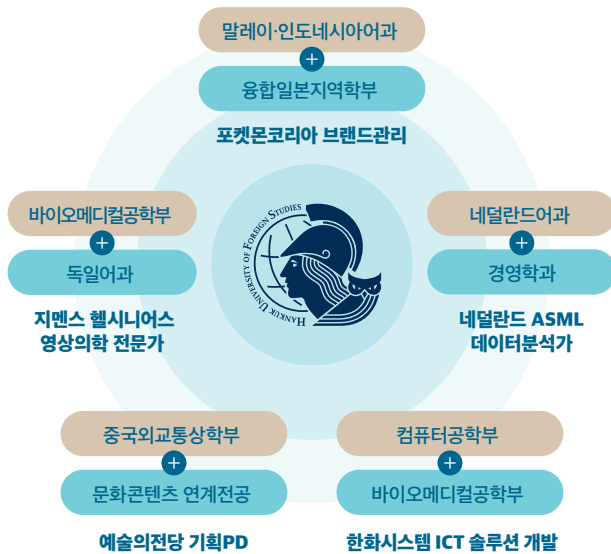 말레이·인도네시아어과
+
융합일본지역학부
포켓몬코리아 브랜드관리
바이오메디컬공학부
+
독일어과
지멘스 헬시니어스
영상의학 전문가
HANKUK UNIVERSITY OF FOREIGN STUDIES
네덜란드어과
+
경영학과
네덜란드 ASML
데이터분석가
중국외교통상학부
+
문화콘텐츠 연계전공
예술의전당 기획PD
컴퓨터공학부
+
바이오메디컬공학부
한화시스템 ICT 솔루션 개발